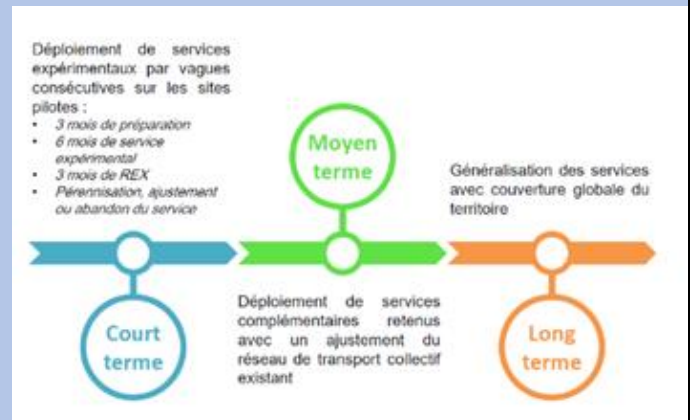 Déploiement de services
expérimentaux par vagues
consécutives sur les sites
pilotes :
• 3 mois de préparation
• 6 mois de service
expérimental
• 3 mois de REX
• Pérennisation, ajustement
ou abandon du service
Court
terme
Moyen
terme
Déploiement de services
complémentaires retenus
avec un ajustement du
réseau de transport collectif
existant
Généralisation des services
avec couverture globale du
territoire
Long
terme